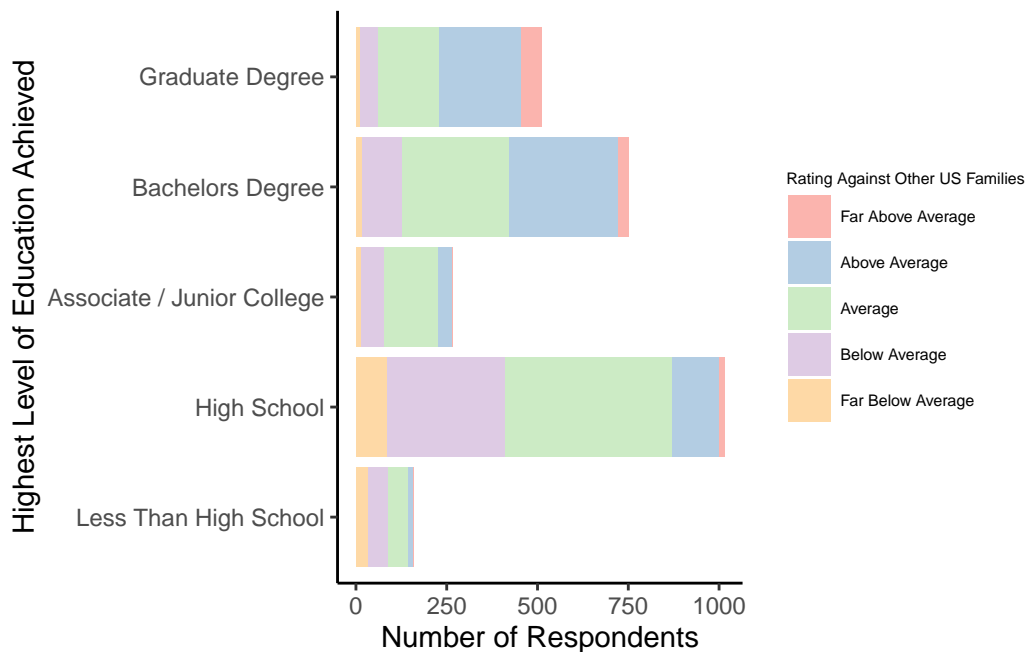 Highest Level of Education Achieved
Graduate Degree
Bachelors Degree
Associate / Junior College
High School
Less Than High School
0 250 500 750 1000
Number of Respondents
Rating Against Other US Families
Far Above Average
Above Average
Average
Below Average
Far Below Average